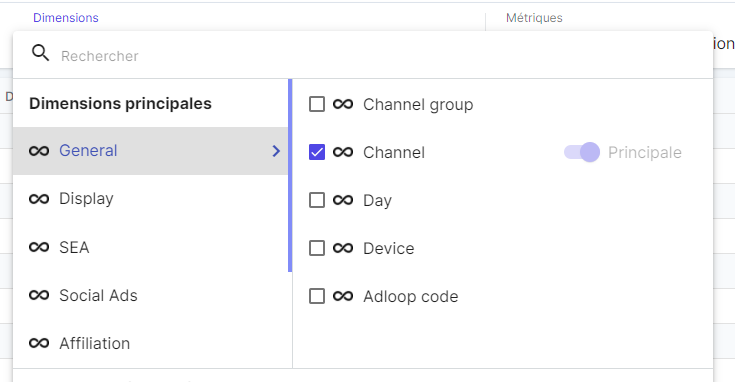 Dimensions
Métriques
Rechercher
Dimensions principales
General
Display
SEA
Social Ads
Affiliation
Channel group
Channel
Principale
Day
Device
Adloop code